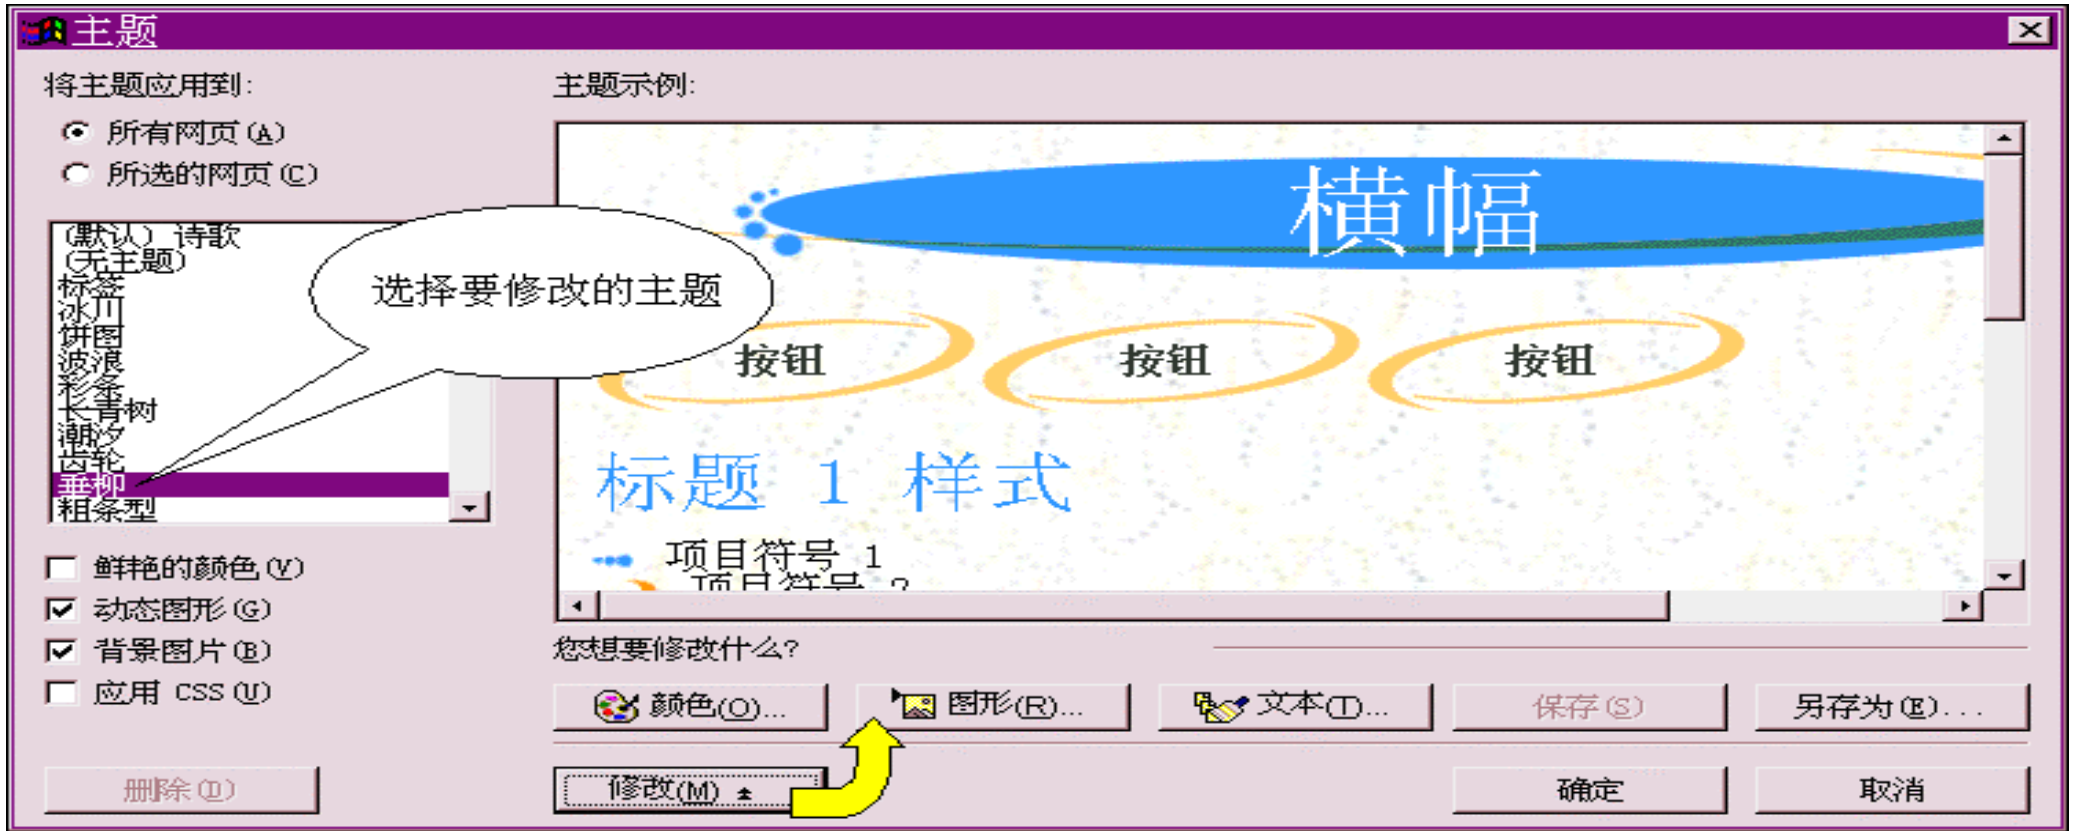 主题
将主题应用到:
所有网页(A)
所选的网页(C)
(默认) 诗歌
(无主题)
标签
冰川
饼图
波浪
彩条
长青树
潮汐
齿轮
垂柳
粗条型
选择要修改的主题
鲜艳的颜色(V)
动态图形(G)
背景图片(B)
应用 CSS(U)
删除(D)
主题示例:
横幅
按钮 按钮 按钮
标题 1 样式
项目符号 1
项目符号 2
您想要修改什么?
颜色(O)... 图形(R)... 文本(T)... 保存(S) 另存为(E)...
修改(M) 确定 取消